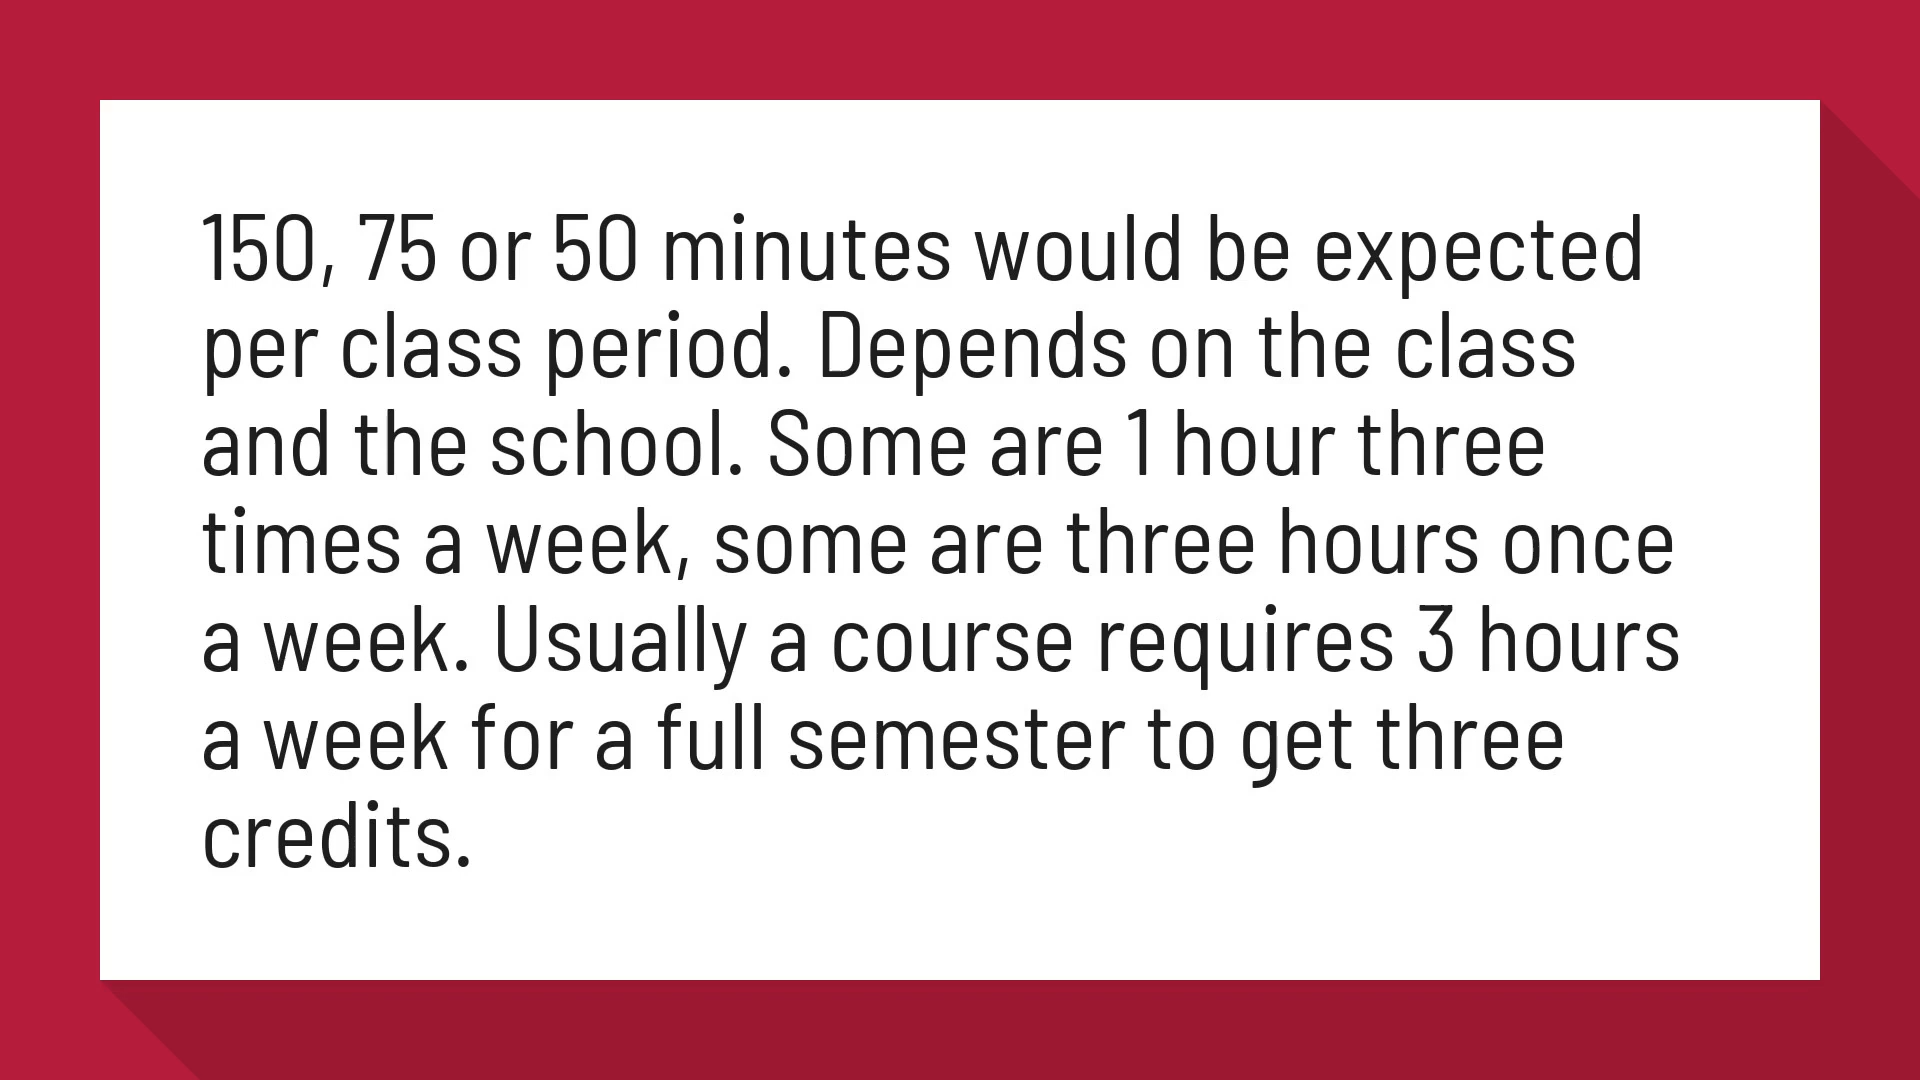 150, 75 or 50 minutes would be expected
per class period. Depends on the class
and the school. Some are 1 hour three
times a week, some are three hours once
a week. Usually a course requires 3 hours
a week for a full semester to get three
credits.